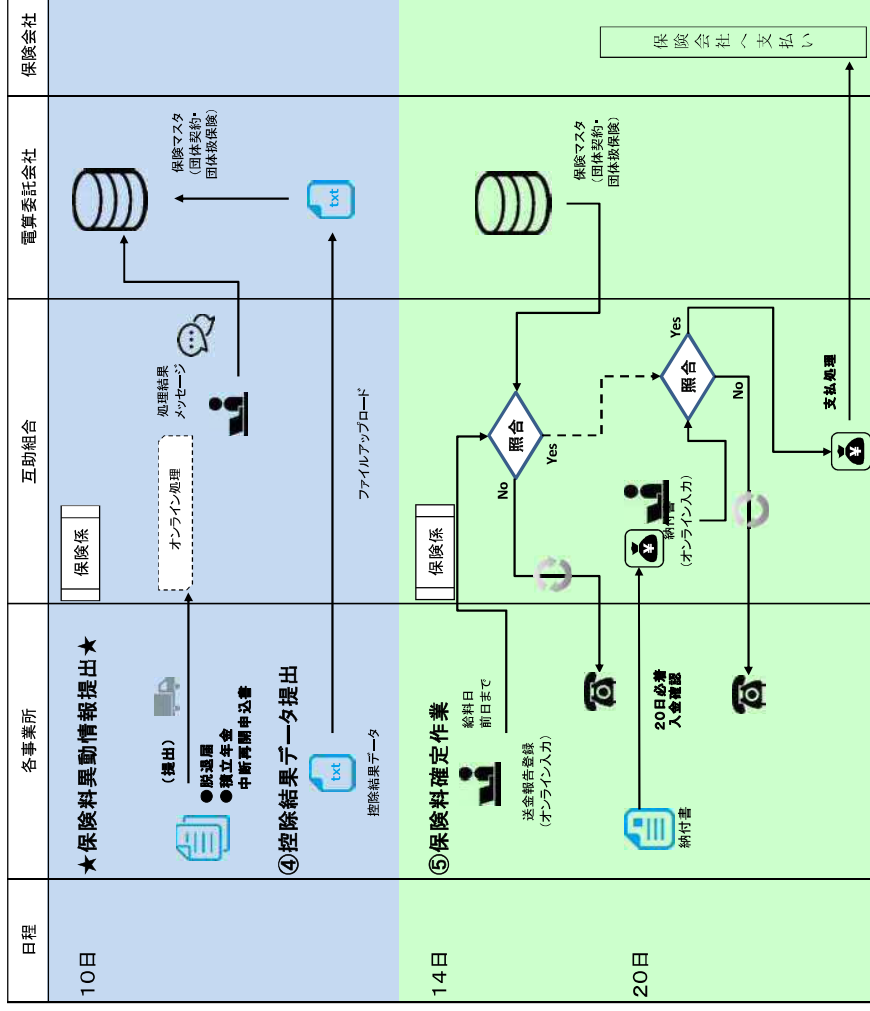 日程
各事業所
互助組合
電算委託会社
保険会社
10日
★保険料異動情報提出★
（提出）
●脱退届
●積立年金
中断再開申込書
保険係
オンライン処理
処理結果
メッセージ
保険マスタ
（団体契約・
団体扱保険）
④控除結果データ提出
txt
控除結果データ
ファイルアップロード
txt
14日
⑤保険料確定作業
給料日
前日まで
送金報告登録
（オンライン入力）
保険係
照合
No
Yes
保険マスタ
（団体契約・
団体扱保険）
20日
納付書
20日必着
入金確認
納付書
（オンライン入力）
照合
Yes
No
支払処理
保険会社へ支払い